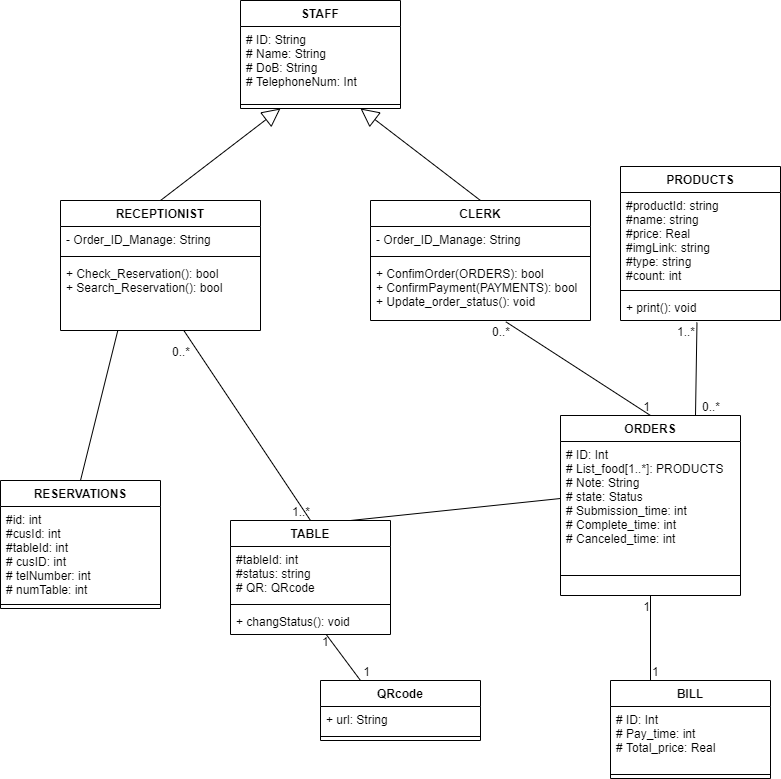 STAFF
# ID: String
# Name: String
# DoB: String
# TelephoneNum: Int
RECEPTIONIST
- Order_ID_Manage: String
+ Check_Reservation(): bool
+ Search_Reservation(): bool
CLERK
- Order_ID_Manage: String
+ ConfimOrder(ORDERS): bool
+ ConfirmPayment(PAYMENTS): bool
+ Update_order_status(): void
PRODUCTS
#productId: string
#name: string
#price: Real
#imgLink: string
#type: string
#count: int
+ print(): void
0..*
0..*
1..*
1
0..*
ORDERS
# ID: Int
# List_food[1..*]: PRODUCTS
# Note: String
# state: Status
# Submission_time: int
# Complete_time: int
# Canceled_time: int
RESERVATIONS
#id: int
#cusId: int
#tableId: int
# cusID: int
# telNumber: int
# numTable: int
1..*
TABLE
#tableId: int
#status: string
# QR: QRcode
+ changStatus(): void
1
1
1
1
QRcode
+ url: String
BILL
# ID: Int
# Pay_time: int
# Total_price: Real